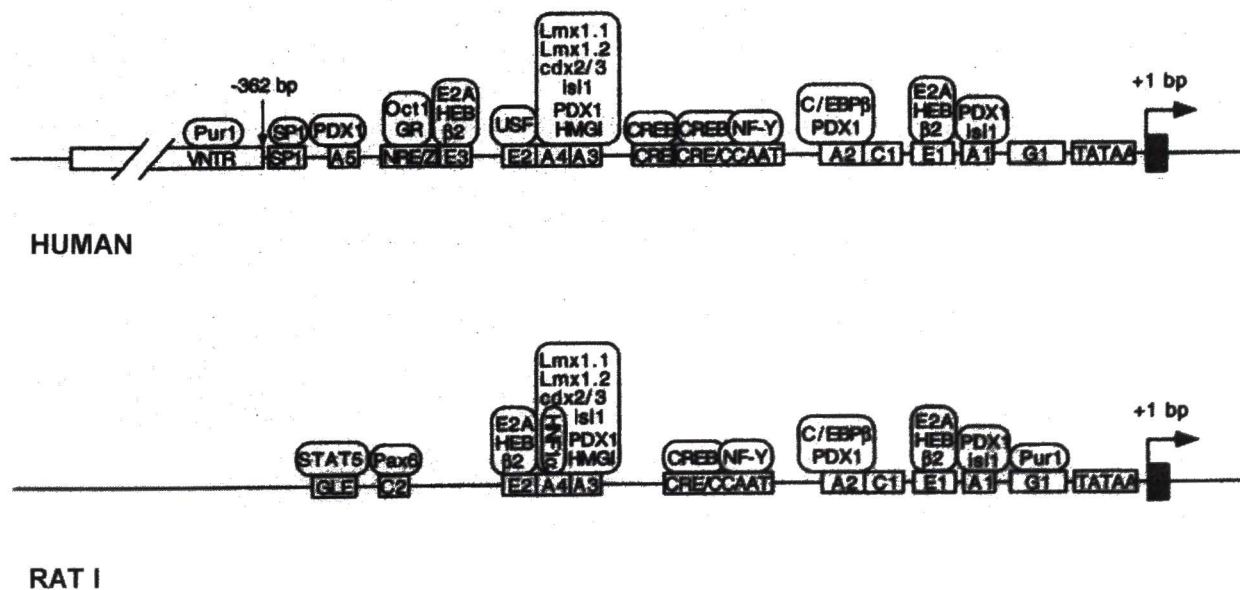 Lmx1.1
Lmx1.2
cdx2/3
isl1
PDX1
HMGI
-362 bp
+1 bp
Pur1
SP1
PDX1
Oct1
GR
E2A
HEB
β2
USF
CREB
CREB
NF-Y
C/EBPβ
PDX1
E2A
HEB
β2
PDX1
isl1
VNTR
SP1
A5
NRE/Z
E3
E2
A4
A3
CRE
CRE/CCAAT
A2
C1
E1
A1
G1
TATAA
HUMAN
Lmx1.1
Lmx1.2
cdx2/3
isl1
PDX1
HMGI
+1 bp
STAT5
Pax6
E2A
HEB
β2
CREB
NF-Y
C/EBPβ
PDX1
E2A
HEB
β2
PDX1
isl1
Pur1
GLE
C2
E2
A4
A3
CRE/CCAAT
A2
C1
E1
A1
G1
TATAA
RAT I